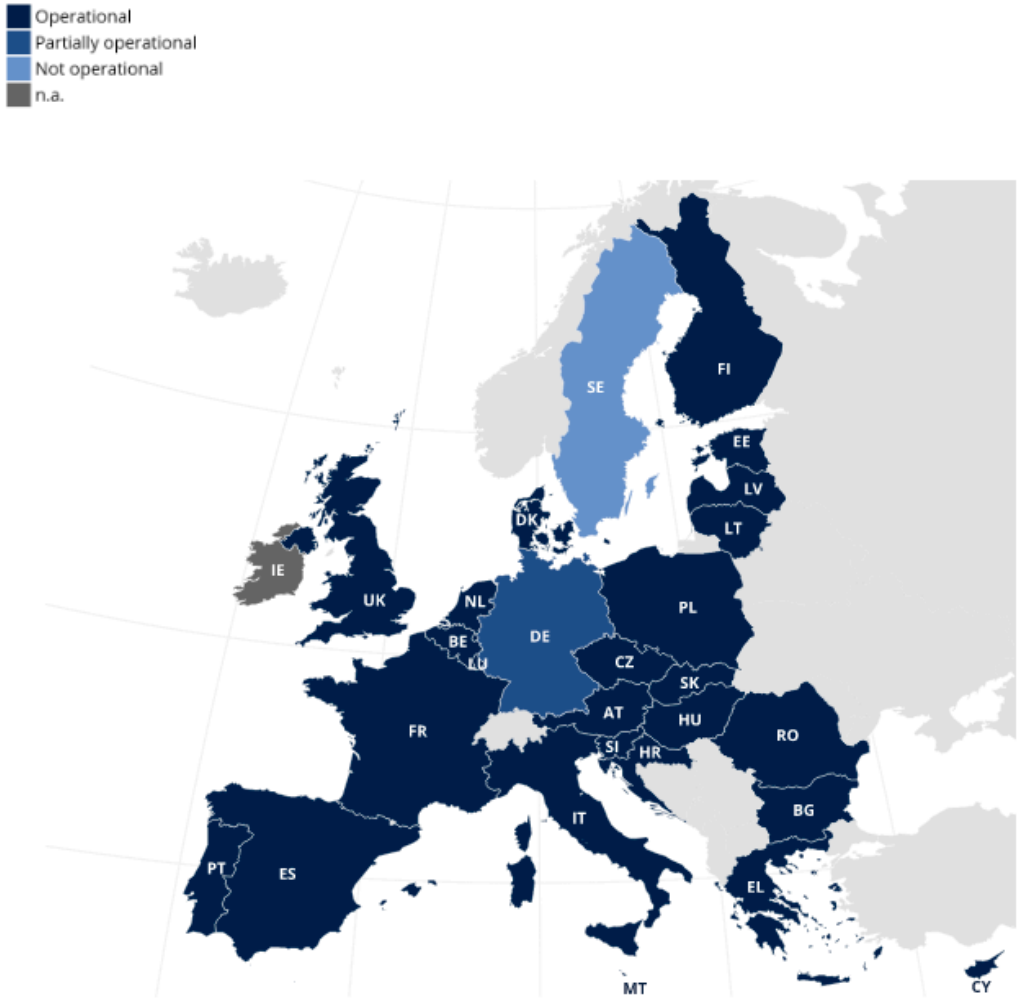 Operational
Partially operational
Not operational
n.a.
SE
FI
EE
LV
LT
DK
IE
UK
NL
BE
LU
DE
PL
CZ
SK
AT
HU
FR
SI
HR
RO
BG
IT
PT
ES
EL
MT
CY